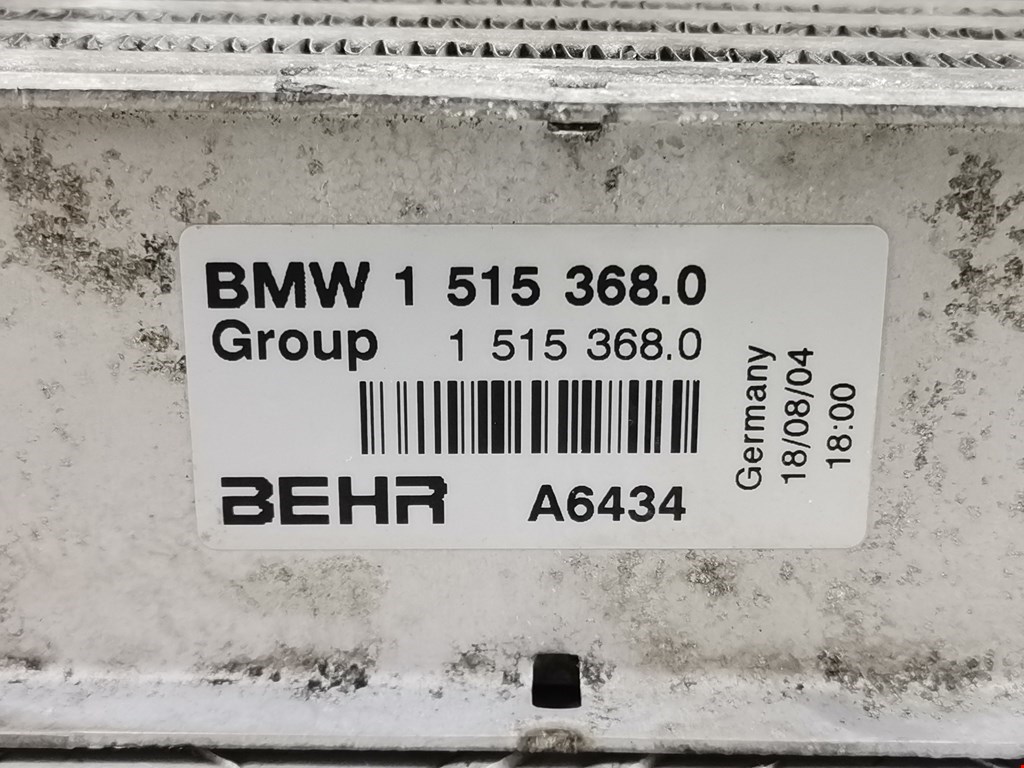 BMW 1 515 368.0
Group 1 515 368.0
BEHR A6434
Germany
18/08/04
18:00